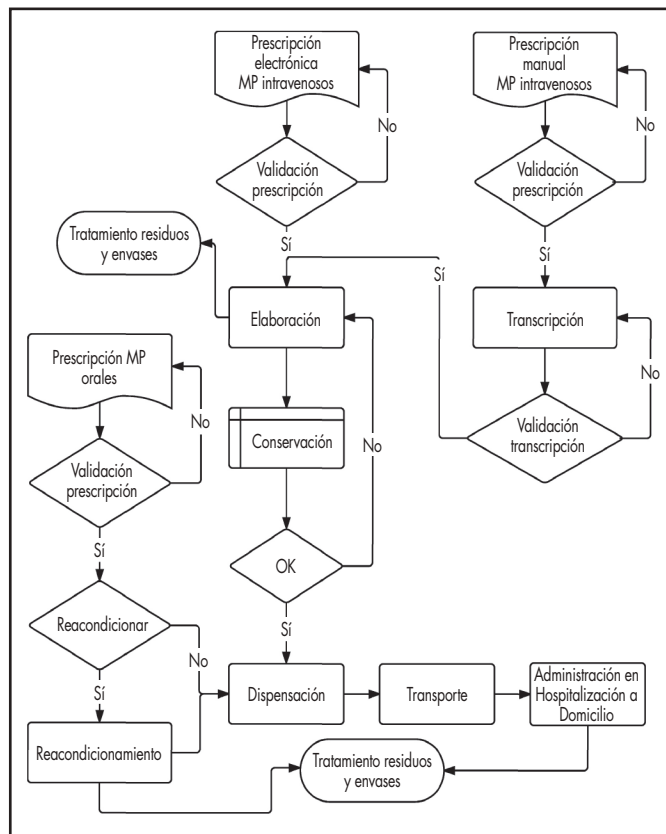 Prescripción
electrónica
MP intravenosos
No
Validación
prescripción
Sí
Prescripción
manual
MP intravenosos
No
Validación
prescripción
Sí
Transcripción
No
Validación
transcripción
Sí
Tratamiento residuos
y envases
Elaboración
Conservación
No
OK
Sí
Prescripción MP
orales
No
Validación
prescripción
Sí
Reacondicionar
No
Sí
Reacondicionamiento
Dispensación
Transporte
Administración en
Hospitalización a
Domicilio
Tratamiento residuos
y envases